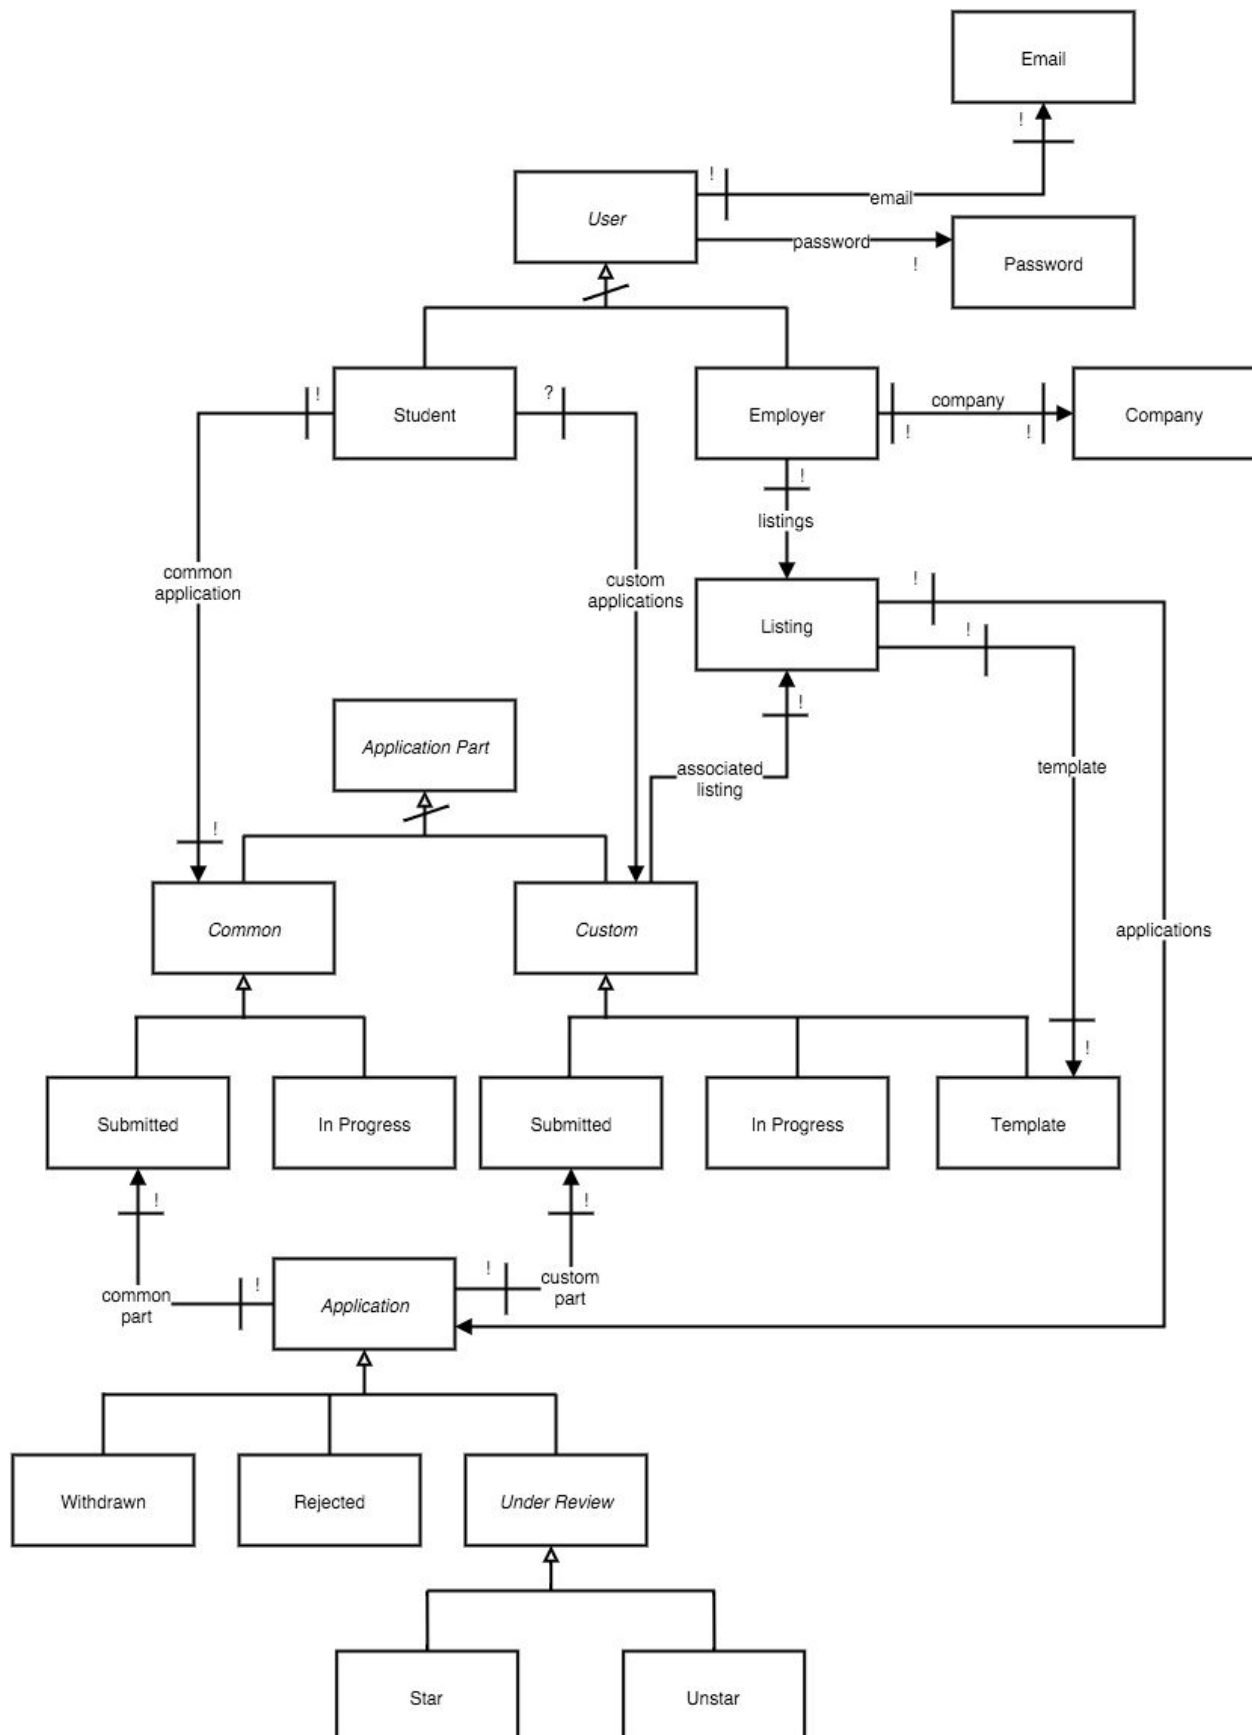 Email
!
!
email
User
password
!
Password
!
Student
?
Employer
!
company
!
Company
!
listings
common
application
custom
applications
!
Listing
!
!
Application Part
associated
listing
template
!
Common
Custom
applications
!
Submitted
In Progress
Submitted
In Progress
Template
!
!
common
part
!
Application
!
custom
part
Withdrawn
Rejected
Under Review
Star
Unstar